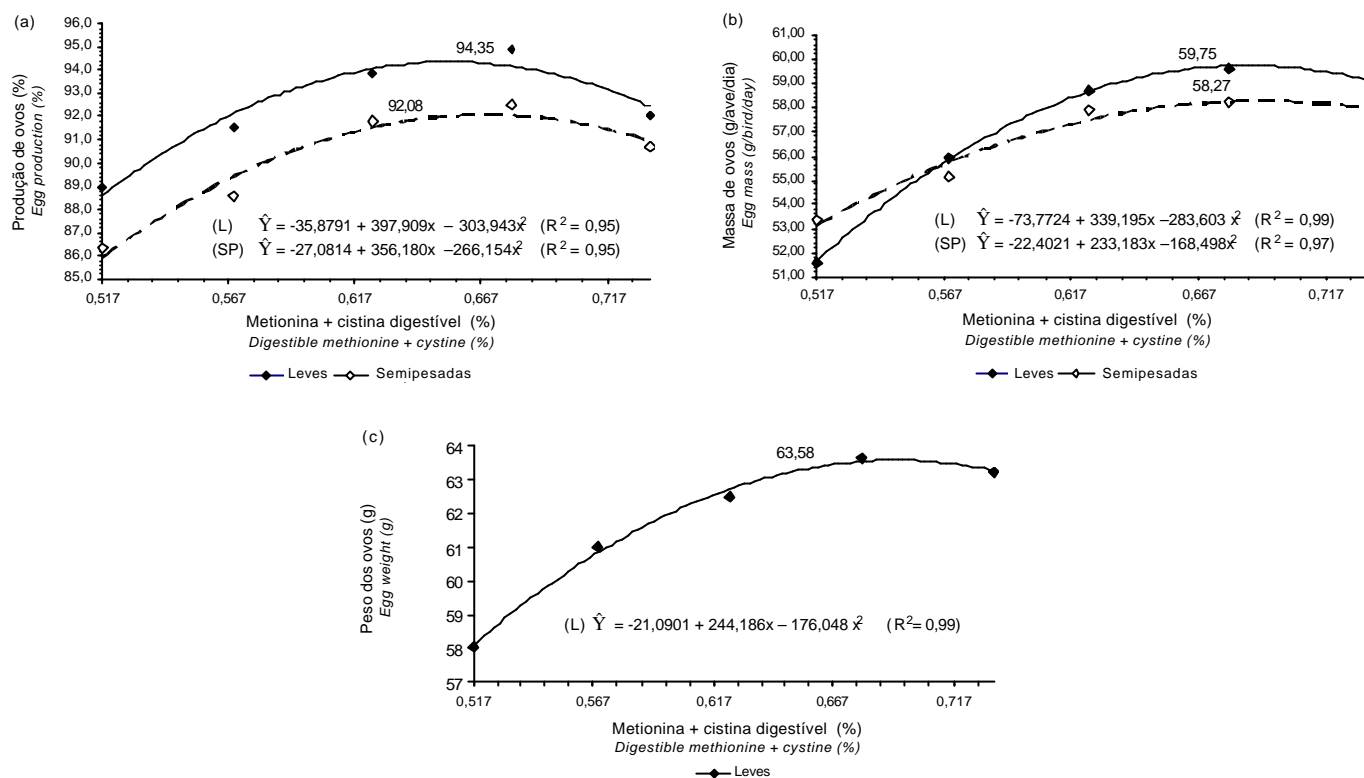 (a)
96,0
95,0
94,0
93,0
92,0
91,0
90,0
89,0
88,0
87,0
86,0
85,0
Produção de ovos (%)
Egg production (%)
94,35
92,08
(L) Ŷ = -35,8791 + 397,909x – 303,943x² (R² = 0,95)
(SP) Ŷ = -27,0814 + 356,180x –266,154x² (R² = 0,95)
0,517 0,567 0,617 0,667 0,717
Metionina + cistina digestível (%)
Digestible methionine + cystine (%)
Leves Semipesadas
(b)
61,00
60,00
59,00
58,00
57,00
56,00
55,00
54,00
53,00
52,00
51,00
Massa de ovos (g/ave/dia)
Egg mass (g/bird/day)
59,75
58,27
(L) Ŷ = -73,7724 + 339,195x –283,603 x² (R² = 0,99)
(SP) Ŷ = -22,4021 + 233,183x –168,498x² (R² = 0,97)
0,517 0,567 0,617 0,667 0,717
Metionina + cistina digestível (%)
Digestible methionine + cystine (%)
Leves Semipesadas
(c)
64
63
62
61
60
59
58
57
Peso dos ovos (g)
Egg weight (g)
63,58
(L) Ŷ = -21,0901 + 244,186x – 176,048 x² (R²= 0,99)
0,517 0,567 0,617 0,667 0,717
Metionina + cistina digestível (%)
Digestible methionine + cystine (%)
Leves